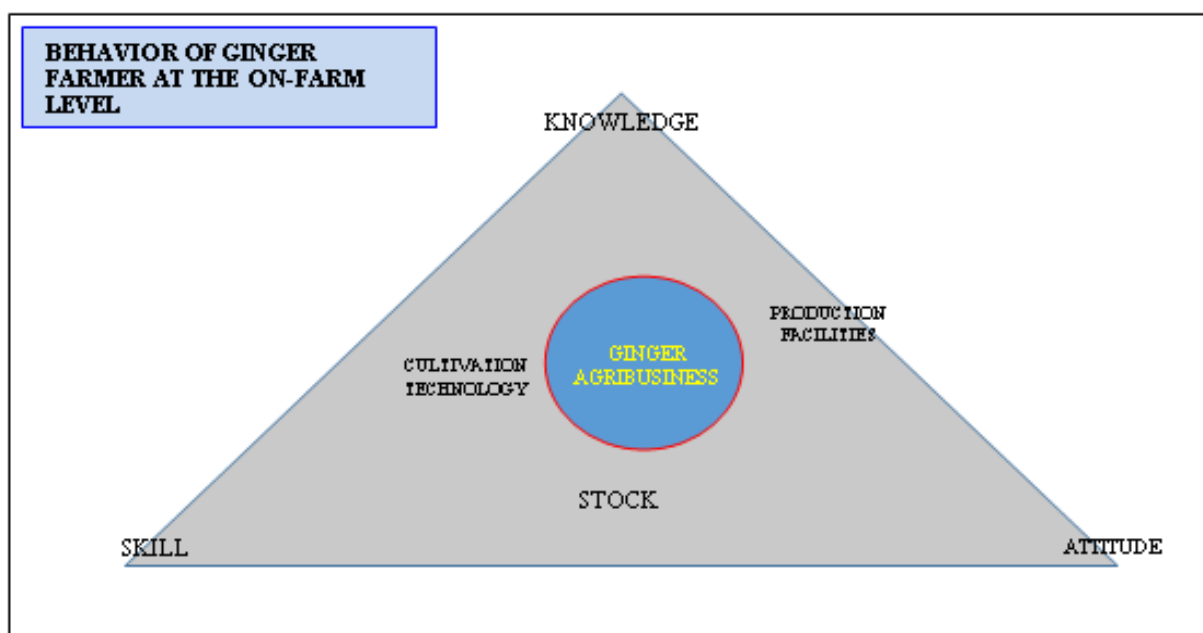 BEHAVIOR OF GINGER
FARMER AT THE ON-FARM
LEVEL
KNOWLEDGE
PRODUCTION
FACILITIES
GINGER
AGRIBUSINESS
CULTIVATION
TECHNOLOGY
STOCK
SKILL
ATTITUDE